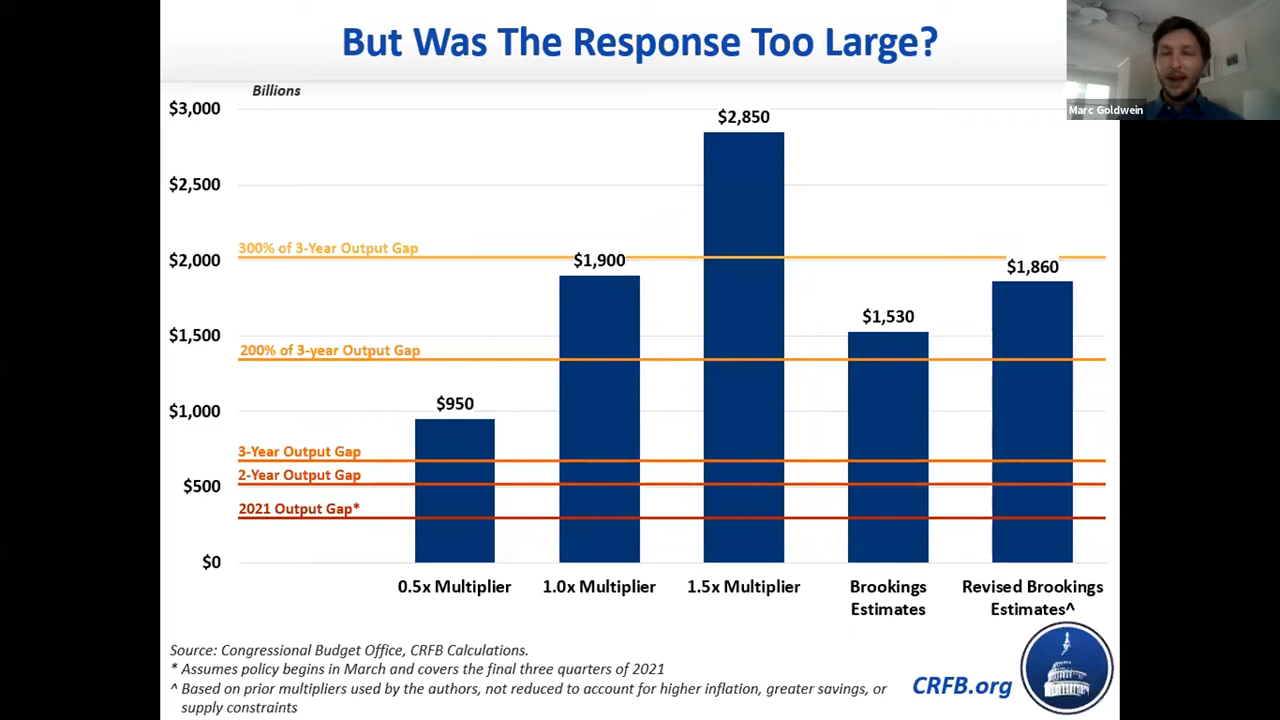 But Was The Response Too Large?
Marc Goldwein
Billions
$3,000
$2,500
$2,000
$1,500
$1,000
$500
$0
300% of 3-Year Output Gap
200% of 3-year Output Gap
3-Year Output Gap
2-Year Output Gap
2021 Output Gap*
$950
$1,900
$2,850
$1,530
$1,860
0.5x Multiplier
1.0x Multiplier
1.5x Multiplier
Brookings
Estimates
Revised Brookings
Estimates^
Source: Congressional Budget Office, CRFB Calculations.
* Assumes policy begins in March and covers the final three quarters of 2021
^ Based on prior multipliers used by the authors, not reduced to account for higher inflation, greater savings, or
supply constraints
CRFB.org